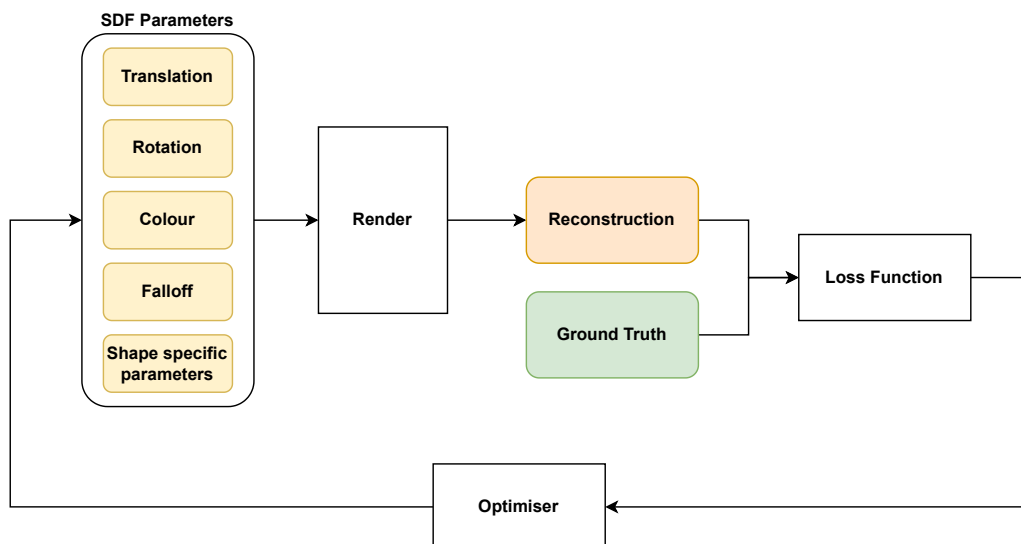 SDF Parameters
Translation
Rotation
Colour
Falloff
Shape specific
parameters
Render
Reconstruction
Ground Truth
Loss Function
Optimiser